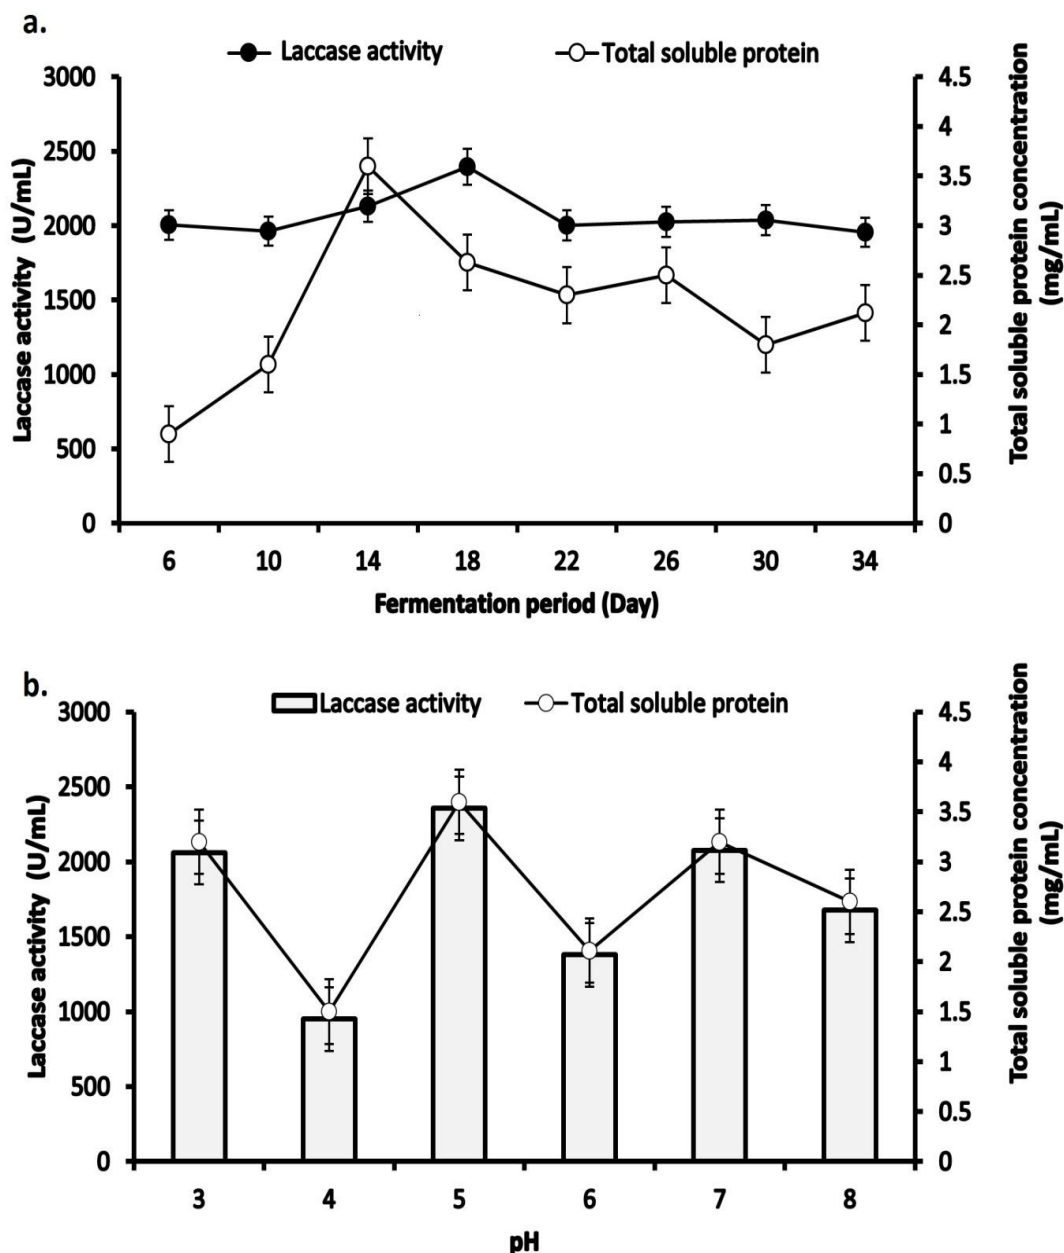 a.
Laccase activity
Total soluble protein
3000
2500
2000
1500
1000
500
0
Laccase activity (U/mL)
4.5
4
3.5
3
2.5
2
1.5
1
0.5
0
Total soluble protein concentration
(mg/mL)
6 10 14 18 22 26 30 34
Fermentation period (Day)
b.
Laccase activity
Total soluble protein
3000
2500
2000
1500
1000
500
0
Laccase activity (U/mL)
4.5
4
3.5
3
2.5
2
1.5
1
0.5
0
Total soluble protein concentration
(mg/mL)
3 4 5 6 7 8
pH